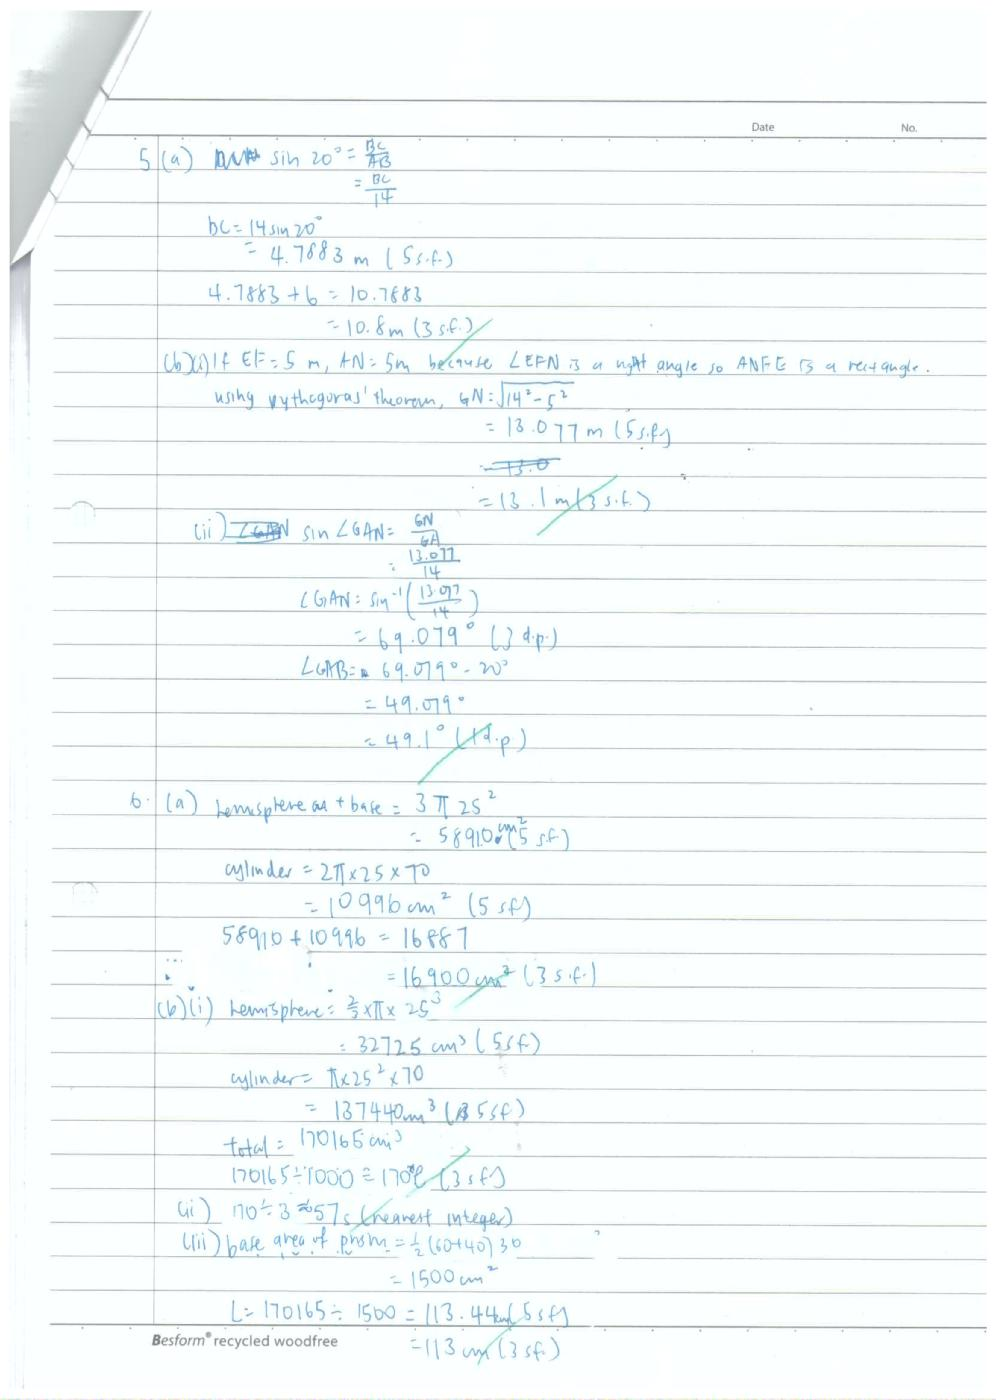 Date No.
5 (a) sin 20° = BC/AB
= BC/14
bC = 14 sin 20°
= 4.7883 m (5 s.f.)
4.7883 + 6 = 10.7883
= 10.8 m (3 s.f.)
(b)(i) If EF = 5 m, AN = 5m because ∠EFN is a right angle so ANFE is a rectangle.
using pythagoras' theorem, GN = √14² - 5²
= 13.077 m (5 s.f)
= 13.0
= 13.1 m (3 s.f.)
(ii) ∠GAN sin ∠GAN = GN/GA
= 13.077/14
∠GAN = sin⁻¹ (13.077/14)
= 69.079° (3 d.p.)
∠GAB = 69.079° - 20°
= 49.079°
= 49.1° (1 d.p)
6. (a) hemisphere + base = 3 π 25²
= 58910 cm² (5 s.f.)
cylinder = 2π × 25 × 70
= 10996 cm² (5 sf)
58910 + 10996 = 16887
= 16900 cm² (3 s.f.)
(b)(i) hemisphere = 2/3 × π × 25³
= 32725 cm³ (5 sf)
cylinder = π × 25² × 70
= 137440 cm³ (5 sf)
total = 170165 cm³
170165 ÷ 1000 = 170 ℓ (3 sf)
(ii) 170 ÷ 3 ≈ 57 s (nearest integer)
(iii) base area of prism = 1/2 (60+40) 30
= 1500 cm²
L = 170165 ÷ 1500 = 113.44 cm (5 sf)
= 113 cm (3 sf.)
Besform® recycled woodfree